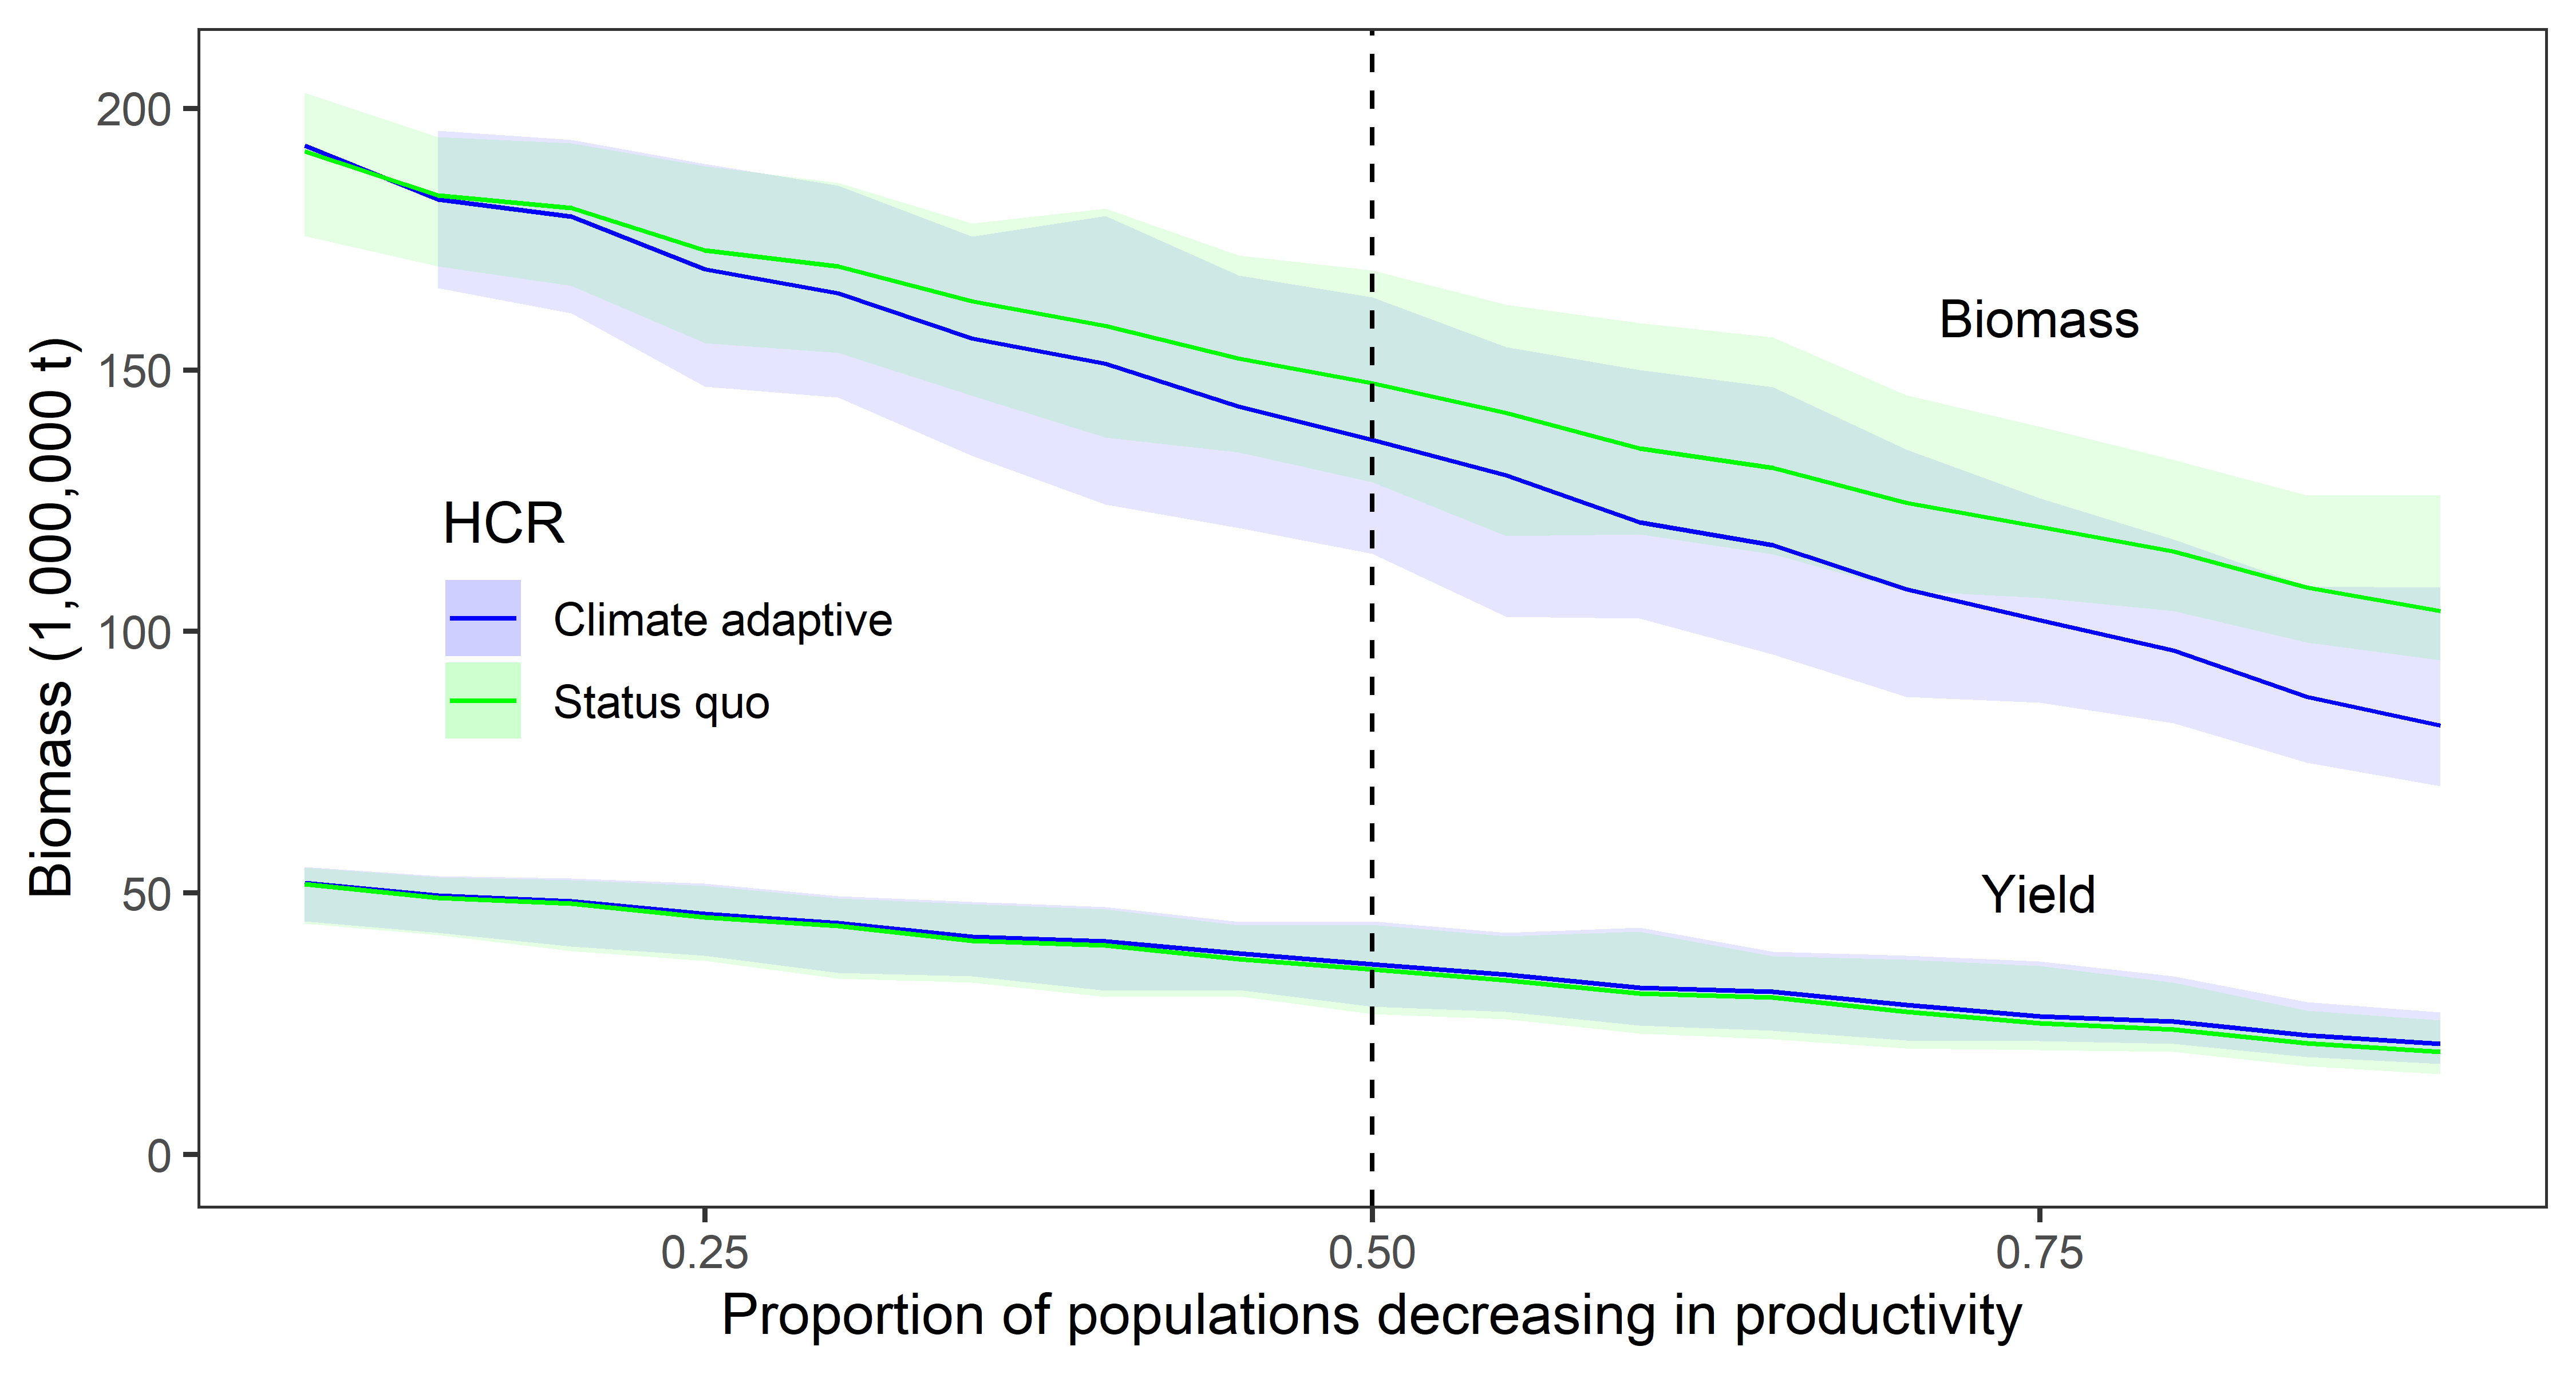 Biomass (1,000,000 t)
200
150
100
50
0
Biomass
HCR
Climate adaptive
Status quo
Yield
0.25
0.50
0.75
Proportion of populations decreasing in productivity